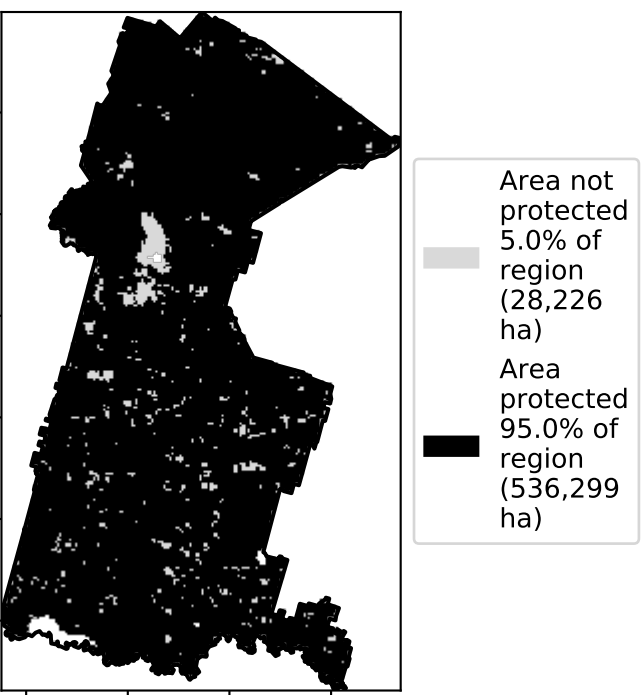 Area not
protected
5.0% of
region
(28,226
ha)
Area
protected
95.0% of
region
(536,299
ha)